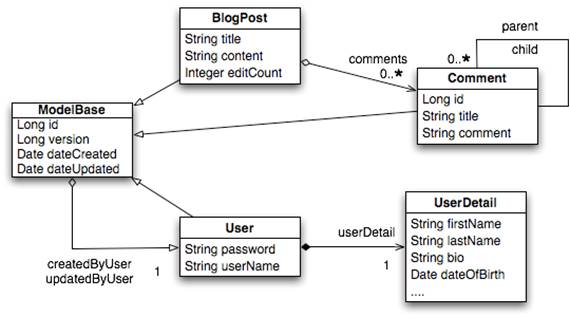 BlogPost
String title
String content
Integer editCount
comments
0..*
parent
child
0..*
Comment
Long id
String title
String comment
ModelBase
Long id
Long version
Date dateCreated
Date dateUpdated
createdByUser
updatedByUser
1
User
String password
String userName
userDetail
1
UserDetail
String firstName
String lastName
String bio
Date dateOfBirth
....